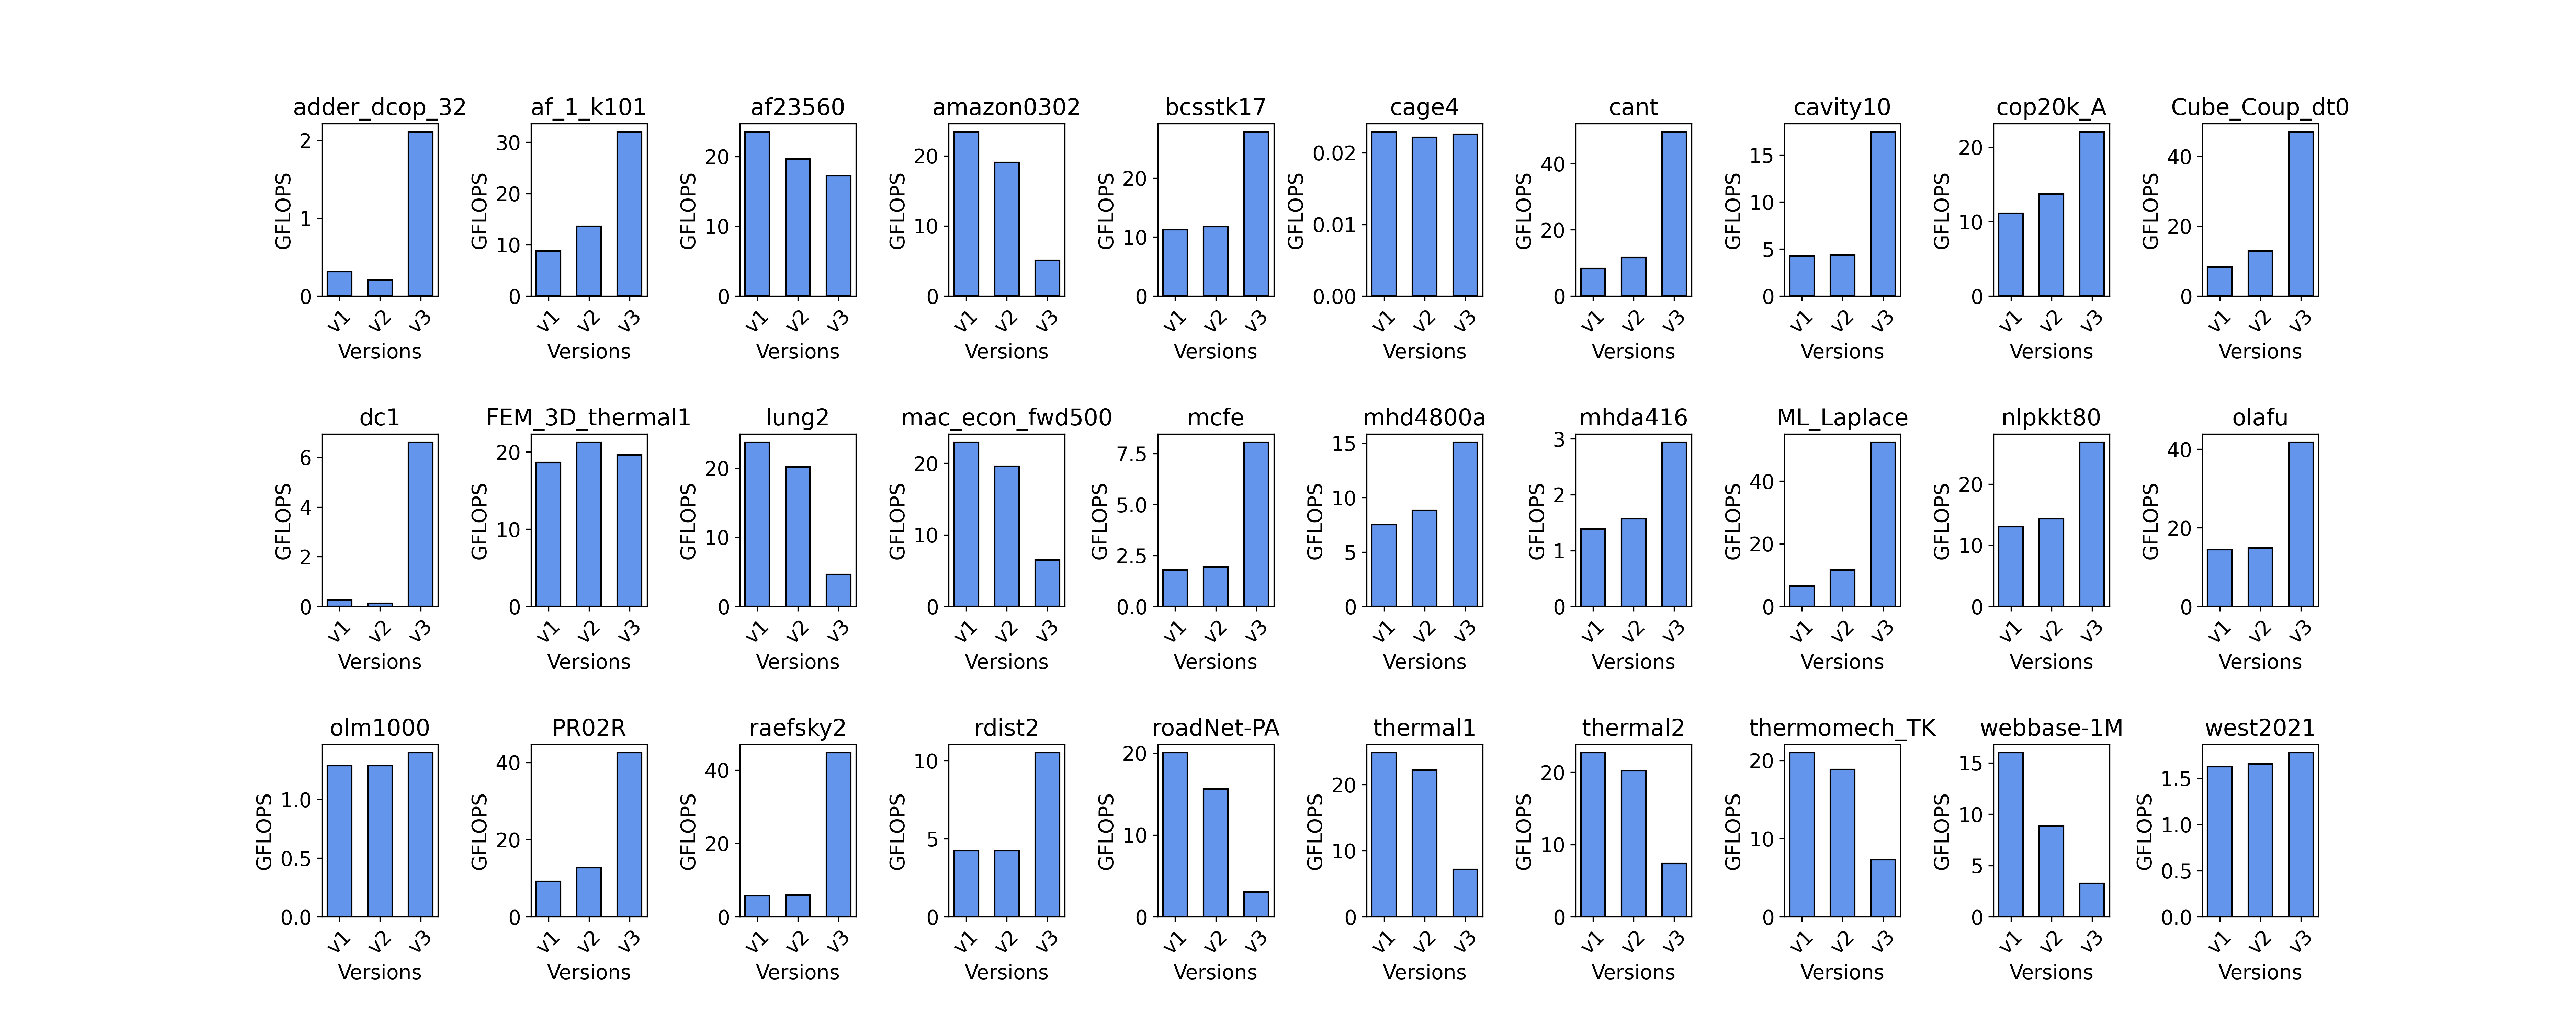 adder_dcop_32 af_1_k101 af23560 amazon0302 bcsstk17 cage4 cant cavity10 cop20k_A Cube_Coup_dt0
GFLOPS 2 1 0
GFLOPS 30 20 10 0
GFLOPS 20 10 0
GFLOPS 20 10 0
GFLOPS 20 10 0
GFLOPS 0.02 0.01 0.00
GFLOPS 40 20 0
GFLOPS 15 10 5 0
GFLOPS 20 10 0
GFLOPS 40 20 0
v1 v2 v3 v1 v2 v3 v1 v2 v3 v1 v2 v3 v1 v2 v3 v1 v2 v3 v1 v2 v3 v1 v2 v3 v1 v2 v3 v1 v2 v3
Versions Versions Versions Versions Versions Versions Versions Versions Versions Versions
dc1 FEM_3D_thermal1 lung2 mac_econ_fwd500 mcfe mhd4800a mhda416 ML_Laplace nlpkkt80 olafu
GFLOPS 6 4 2 0
GFLOPS 20 10 0
GFLOPS 20 10 0
GFLOPS 20 10 0
GFLOPS 7.5 5.0 2.5 0.0
GFLOPS 15 10 5 0
GFLOPS 3 2 1 0
GFLOPS 40 20 0
GFLOPS 20 10 0
GFLOPS 40 20 0
v1 v2 v3 v1 v2 v3 v1 v2 v3 v1 v2 v3 v1 v2 v3 v1 v2 v3 v1 v2 v3 v1 v2 v3 v1 v2 v3 v1 v2 v3
Versions Versions Versions Versions Versions Versions Versions Versions Versions Versions
olm1000 PR02R raefsky2 rdist2 roadNet-PA thermal1 thermal2 thermomech_TK webbase-1M west2021
GFLOPS 1.0 0.5 0.0
GFLOPS 40 20 0
GFLOPS 40 20 0
GFLOPS 10 5 0
GFLOPS 20 10 0
GFLOPS 20 10 0
GFLOPS 20 10 0
GFLOPS 20 10 0
GFLOPS 15 10 5 0
GFLOPS 1.5 1.0 0.5 0.0
v1 v2 v3 v1 v2 v3 v1 v2 v3 v1 v2 v3 v1 v2 v3 v1 v2 v3 v1 v2 v3 v1 v2 v3 v1 v2 v3 v1 v2 v3
Versions Versions Versions Versions Versions Versions Versions Versions Versions Versions